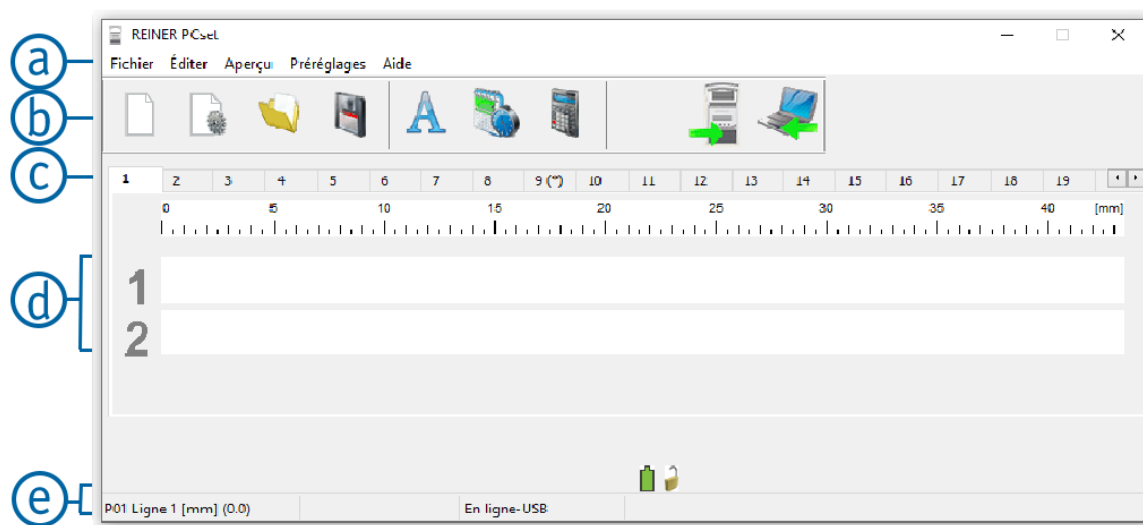 REINER PCset
a
Fichier Éditer Aperçu Préréglages Aide
b
c
1 2 3 4 5 6 7 8 9 (*) 10 11 12 13 14 15 16 17 18 19
0 5 10 15 20 25 30 35 40 [mm]
d
1
2
e
P01 Ligne 1 [mm] (0.0) En ligne-USB